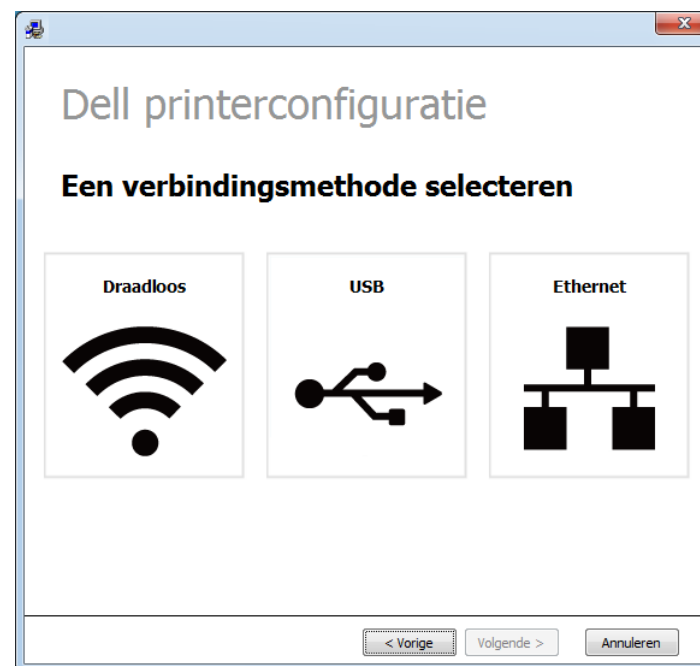 Dell printerconfiguratie
Een verbindingsmethode selecteren
Draadloos
USB
Ethernet
< Vorige
Volgende >
Annuleren